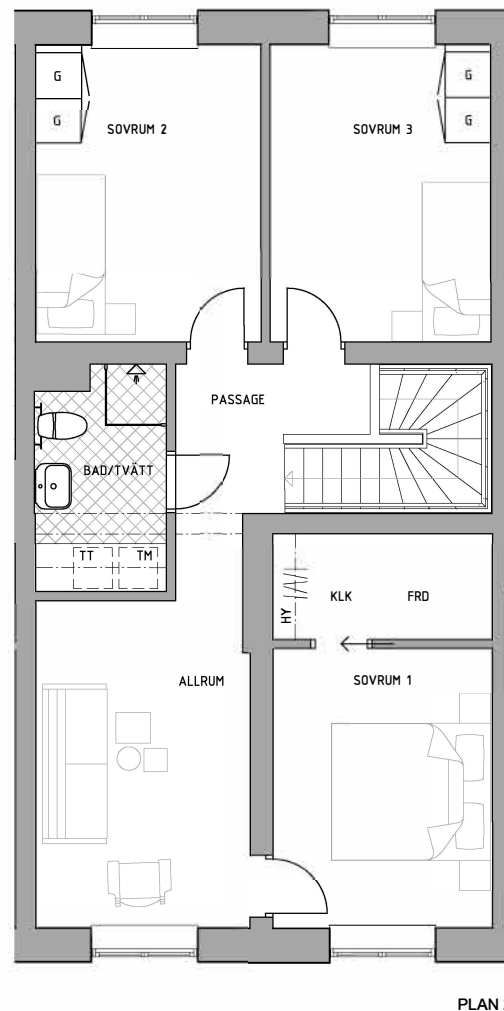 G
G
SOVRUM 2
SOVRUM 3
G
G
PASSAGE
BAD/TVÄTT
TT
TM
HY
KLK
FRD
ALLRUM
SOVRUM 1
PLAN